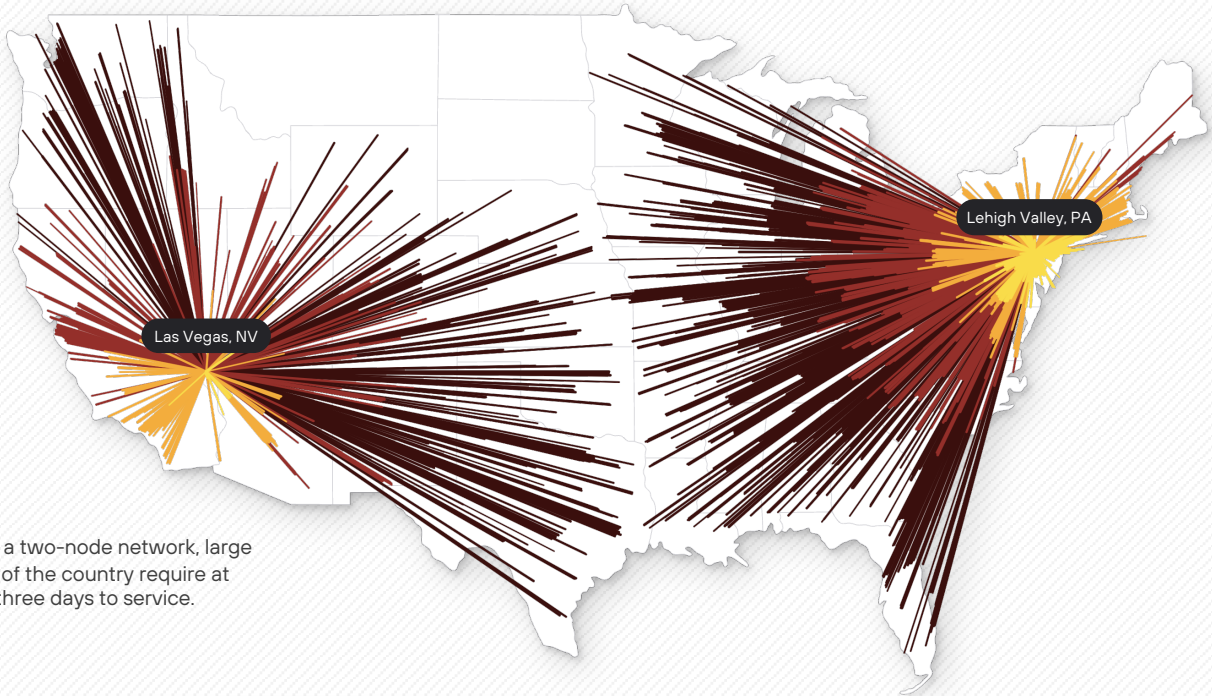 Lehigh Valley, PA
Las Vegas, NV
a two-node network, large
of the country require at
three days to service.